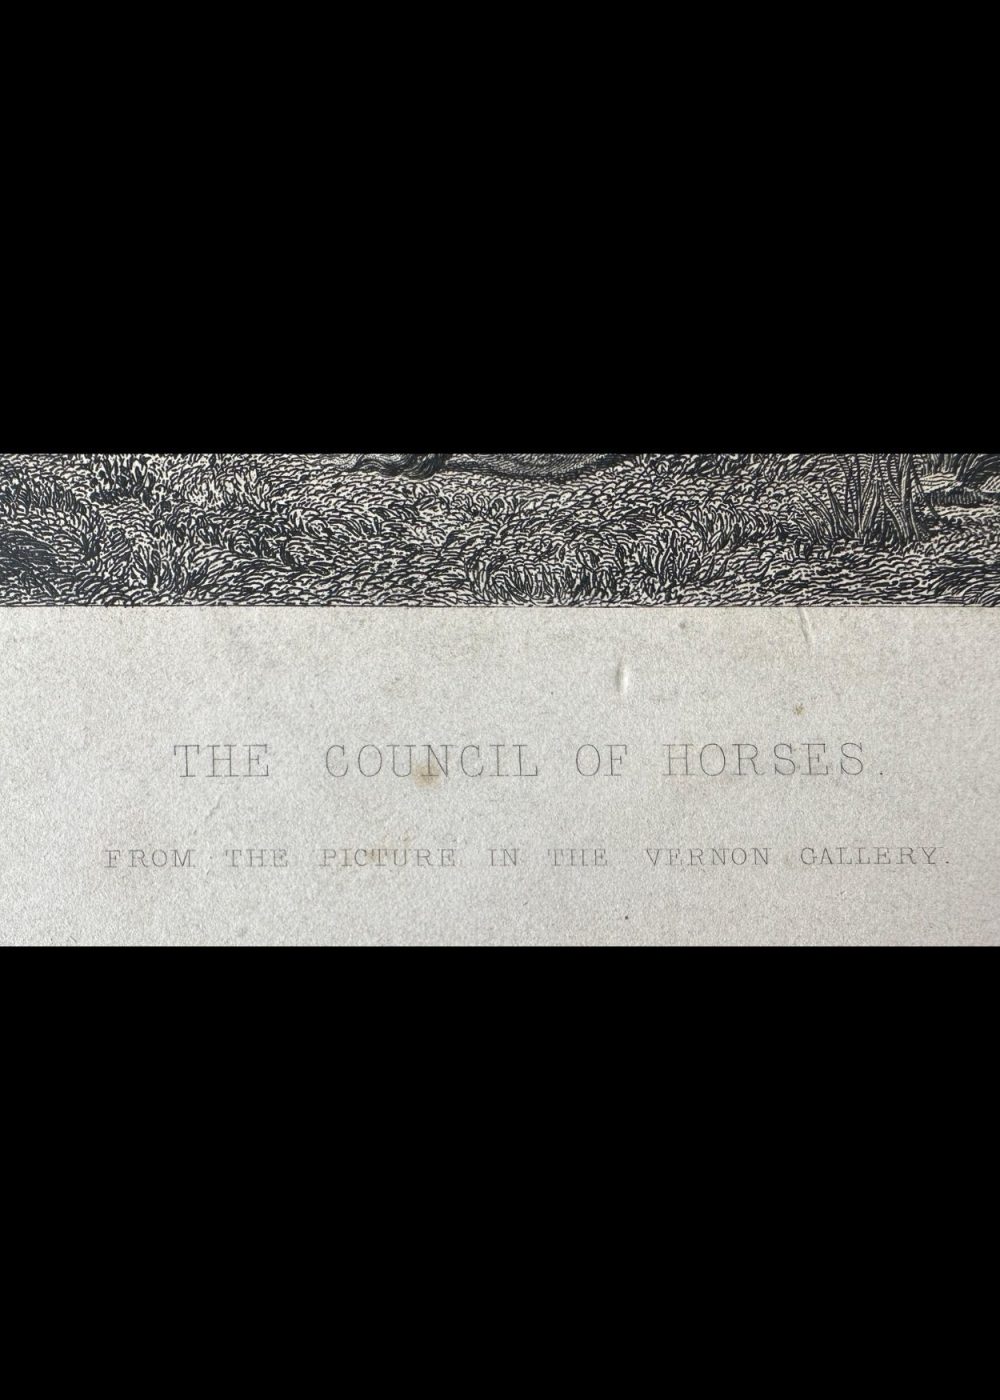 THE COUNCIL OF HORSES.
FROM THE PICTURE IN THE VERNON GALLERY.